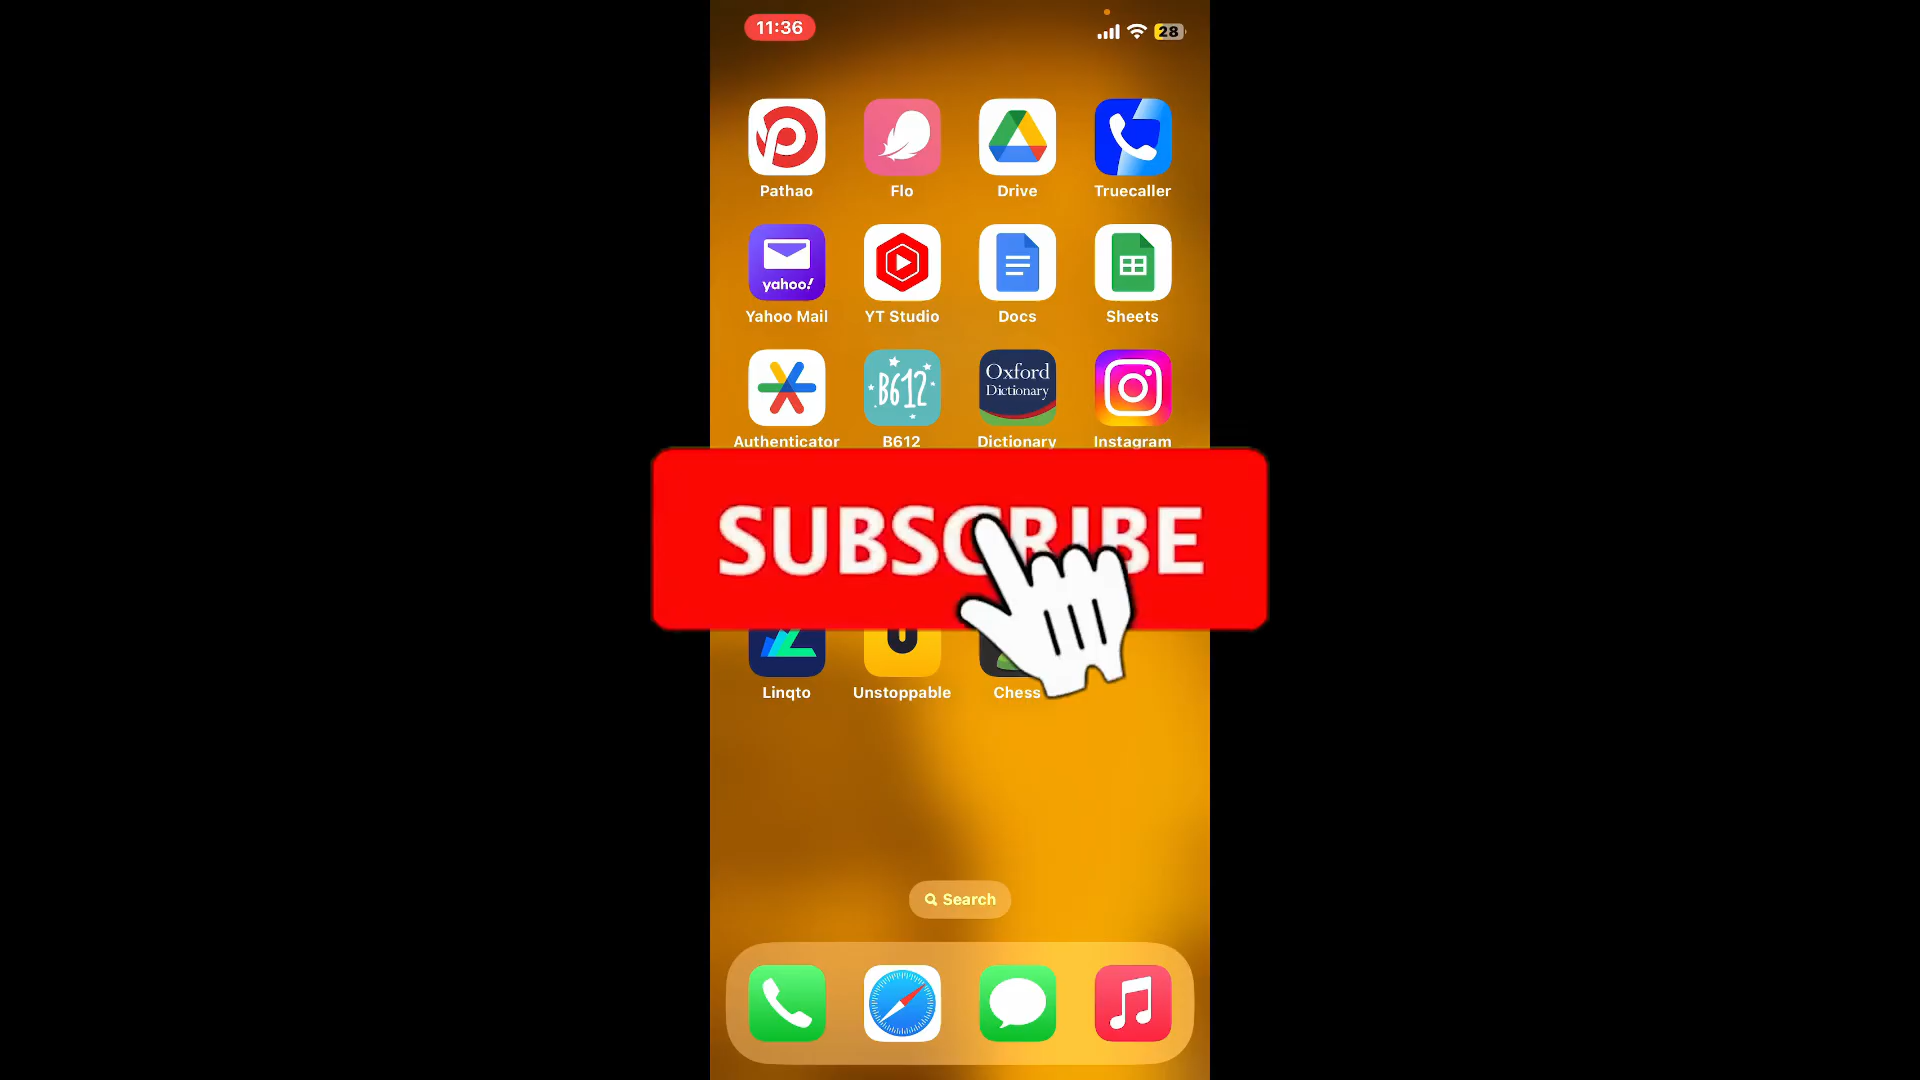 11:36
28
Pathao Flo Drive Truecaller
yahoo!
Yahoo Mail YT Studio Docs Sheets
B612
Oxford
Dictionary
Authenticator B612 Dictionary Instagram
SUBSCRIBE
Linqto Unstoppable Chess
Search